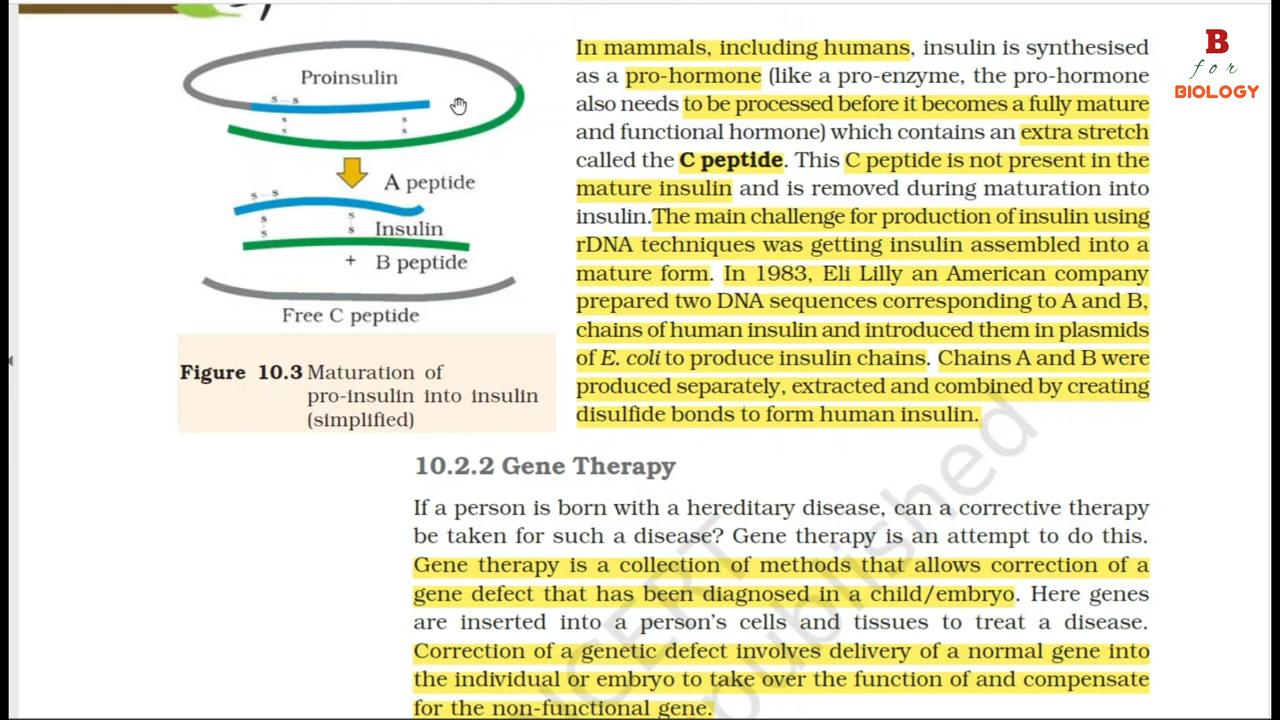 Proinsulin
s--s
s
s
s
s
A peptide
s--s
s
s
s
s
Insulin
+ B peptide
Free C peptide
Figure 10.3 Maturation of
pro-insulin into insulin
(simplified)
In mammals, including humans, insulin is synthesised
as a pro-hormone (like a pro-enzyme, the pro-hormone
also needs to be processed before it becomes a fully mature
and functional hormone) which contains an extra stretch
called the C peptide. This C peptide is not present in the
mature insulin and is removed during maturation into
insulin.The main challenge for production of insulin using
rDNA techniques was getting insulin assembled into a
mature form. In 1983, Eli Lilly an American company
prepared two DNA sequences corresponding to A and B,
chains of human insulin and introduced them in plasmids
of E. coli to produce insulin chains. Chains A and B were
produced separately, extracted and combined by creating
disulfide bonds to form human insulin.
B
for
BIOLOGY
10.2.2 Gene Therapy
If a person is born with a hereditary disease, can a corrective therapy
be taken for such a disease? Gene therapy is an attempt to do this.
Gene therapy is a collection of methods that allows correction of a
gene defect that has been diagnosed in a child/embryo. Here genes
are inserted into a person's cells and tissues to treat a disease.
Correction of a genetic defect involves delivery of a normal gene into
the individual or embryo to take over the function of and compensate
for the non-functional gene.
NCERT
published